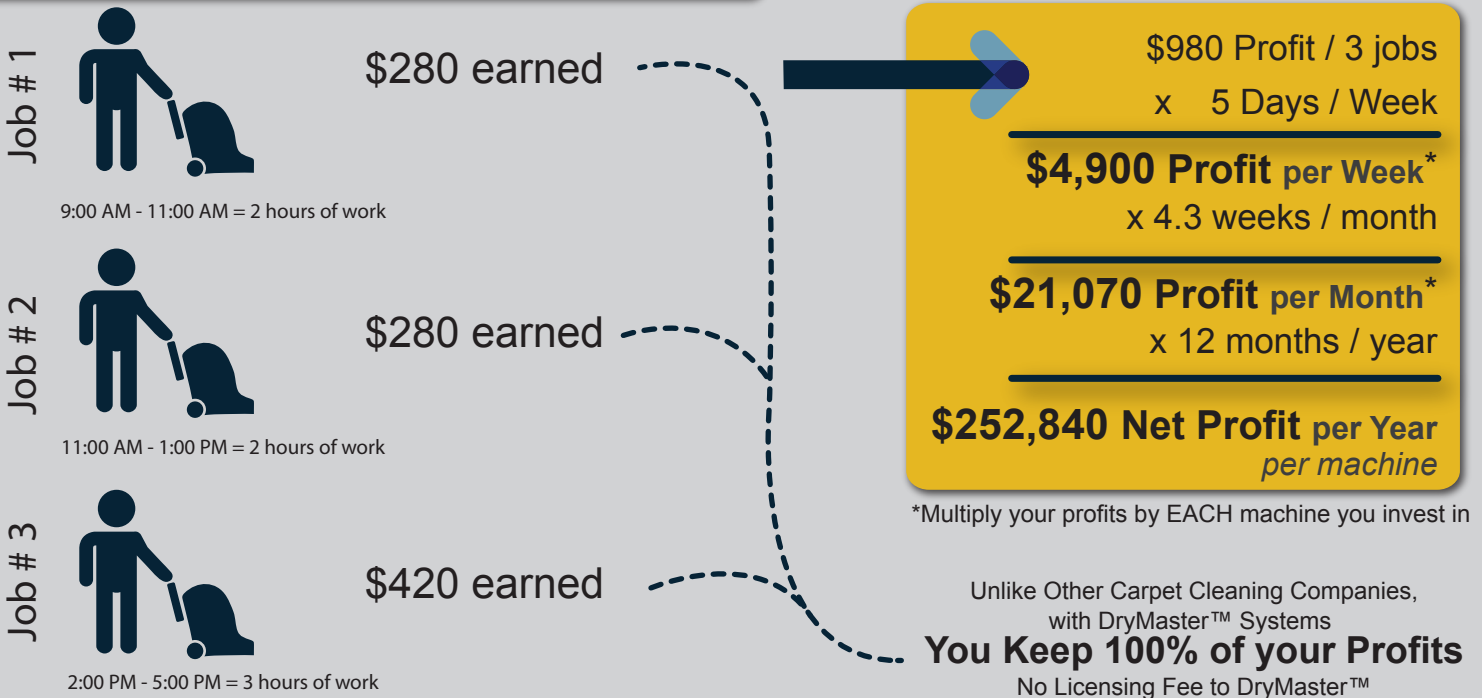 Job # 1
$280 earned
9:00 AM - 11:00 AM = 2 hours of work
Job # 2
$280 earned
11:00 AM - 1:00 PM = 2 hours of work
Job # 3
$420 earned
2:00 PM - 5:00 PM = 3 hours of work
$980 Profit / 3 jobs
x 5 Days / Week
$4,900 Profit per Week*
x 4.3 weeks / month
$21,070 Profit per Month*
x 12 months / year
$252,840 Net Profit per Year
per machine
*Multiply your profits by EACH machine you invest in
Unlike Other Carpet Cleaning Companies,
with DryMaster™ Systems
You Keep 100% of your Profits
No Licensing Fee to DryMaster™